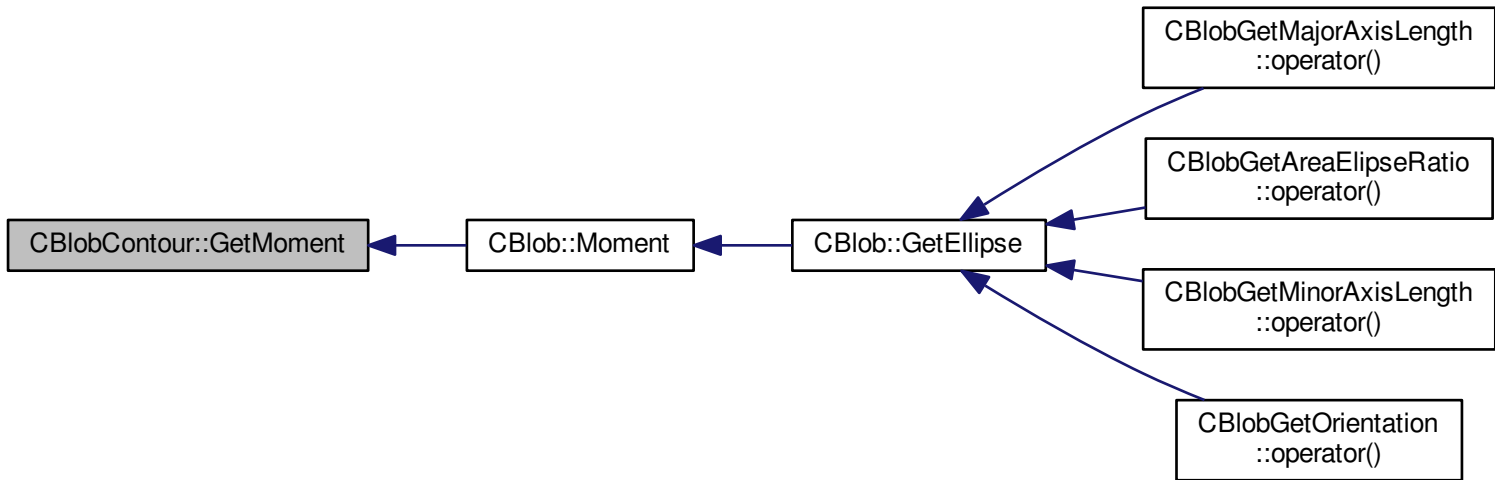 CBlobGetMajorAxisLength
::operator()
CBlobGetAreaElipseRatio
::operator()
CBlobContour::GetMoment
CBlob::Moment
CBlob::GetEllipse
CBlobGetMinorAxisLength
::operator()
CBlobGetOrientation
::operator()